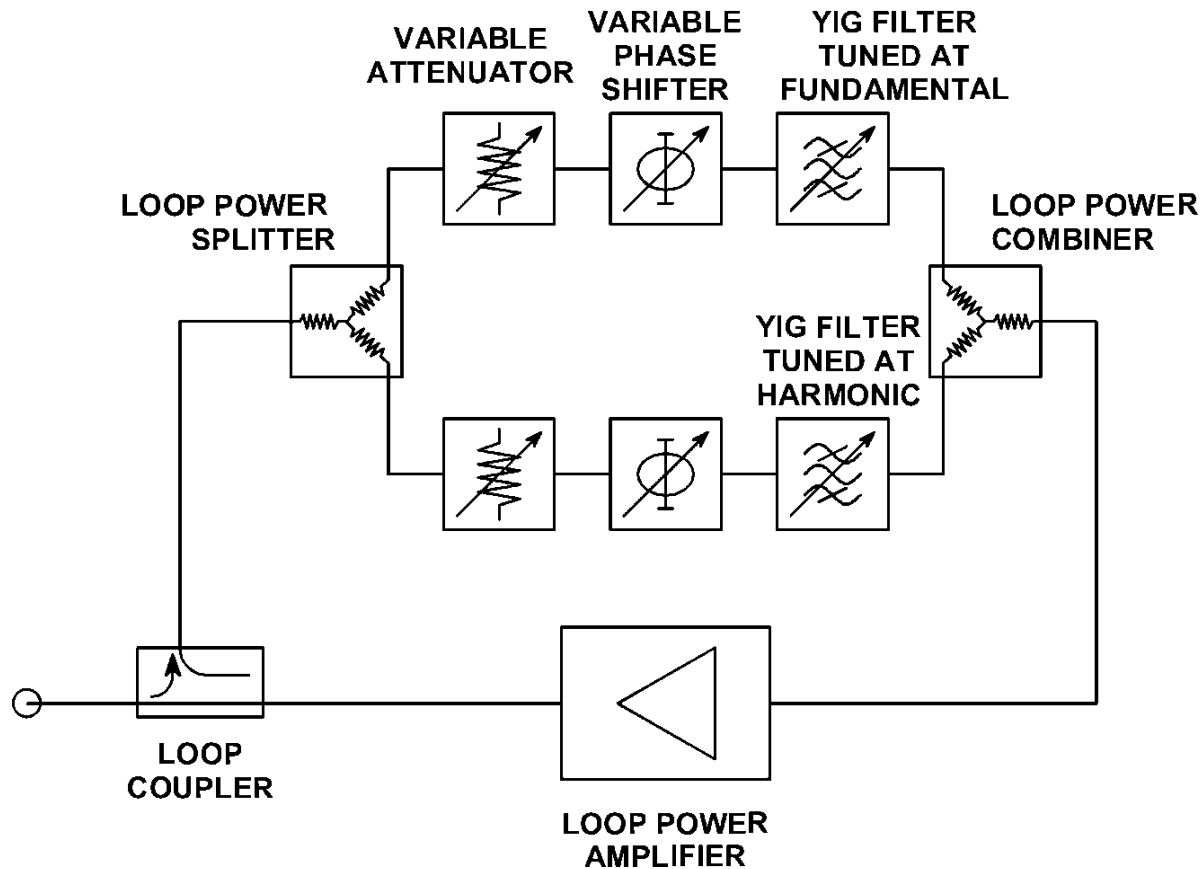 VARIABLE
ATTENUATOR
VARIABLE
PHASE
SHIFTER
YIG FILTER
TUNED AT
FUNDAMENTAL
LOOP POWER
SPLITTER
LOOP POWER
COMBINER
YIG FILTER
TUNED AT
HARMONIC
LOOP
COUPLER
LOOP POWER
AMPLIFIER